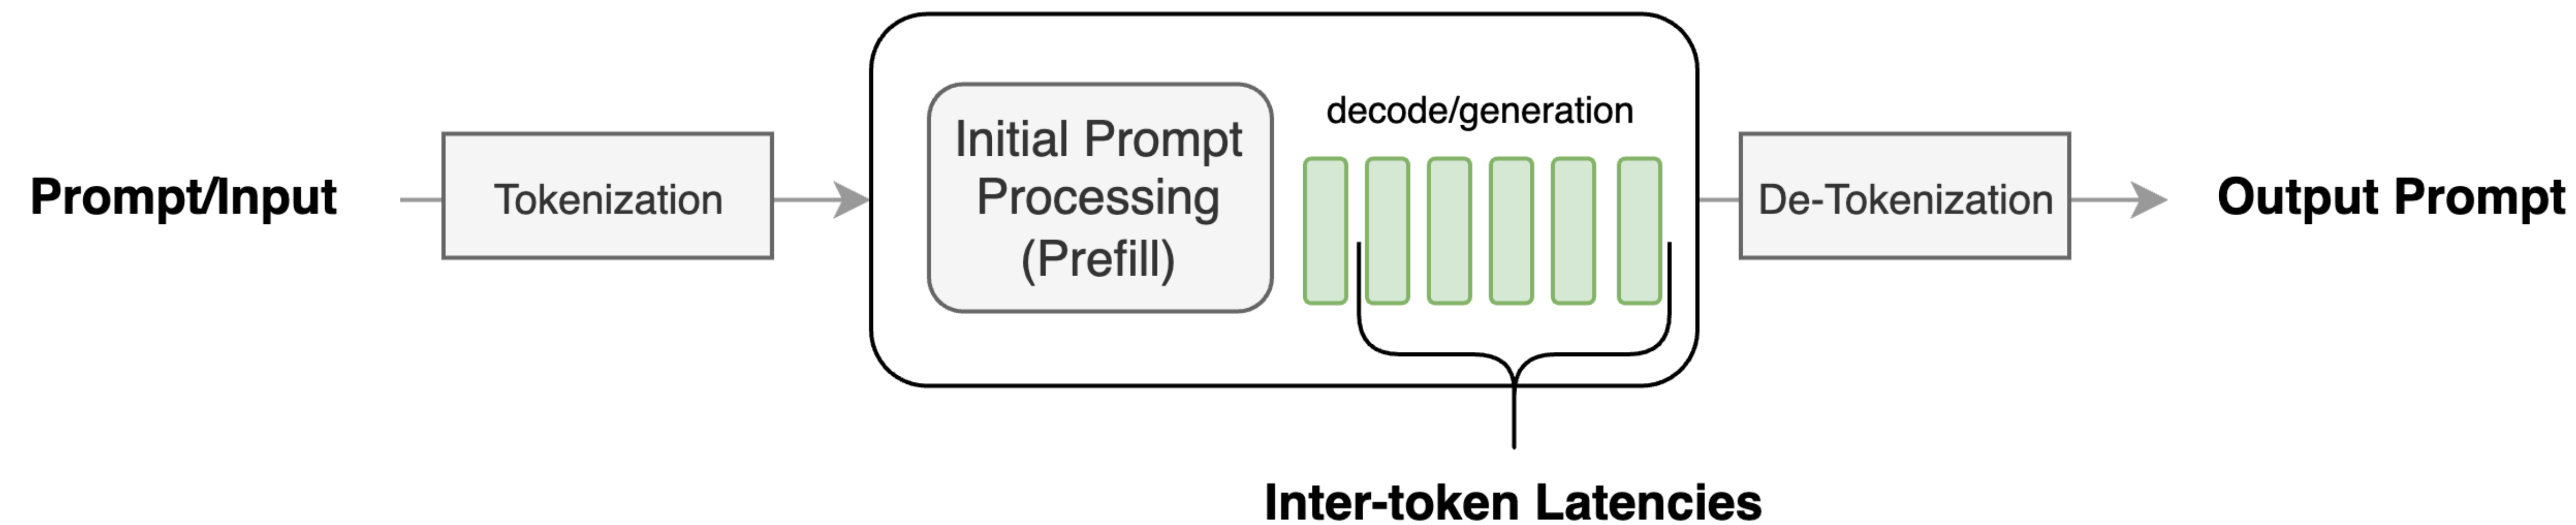 Prompt/Input
Tokenization
Initial Prompt
Processing
(Prefill)
decode/generation
De-Tokenization
Output Prompt
Inter-token Latencies